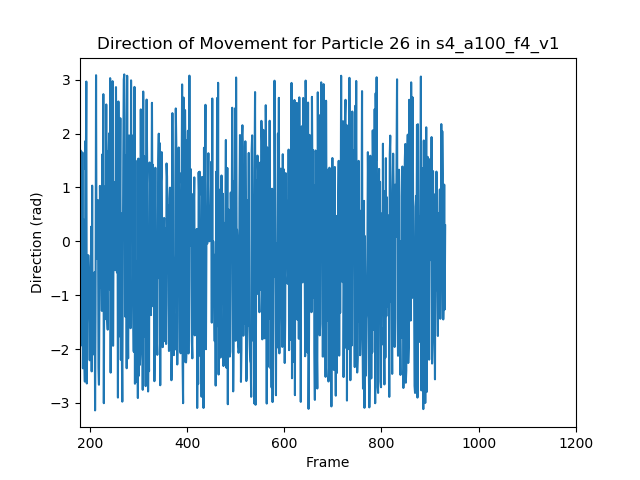 Direction of Movement for Particle 26 in s4_a100_f4_v1
3
2
1
0
−1
−2
−3
Direction (rad)
200 400 600 800 1000 1200
Frame